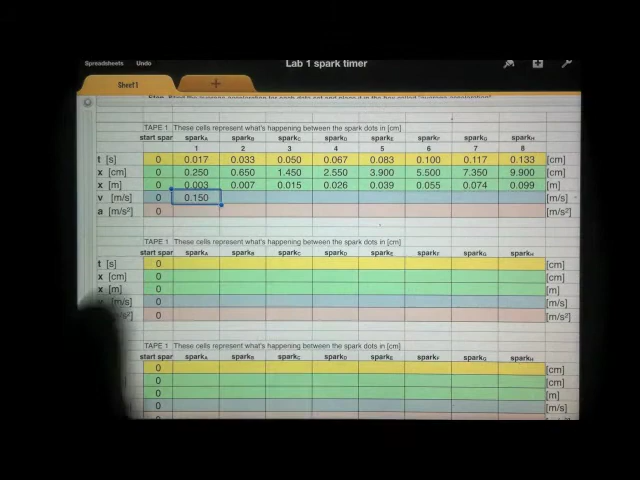 Spreadsheets Undo Lab 1 spark timer
Sheet1 +
TAPE 1 These cells represent what's happening between the spark dots in [cm]
start spar sparkA sparkB sparkC sparkD sparkE sparkF sparkG sparkH
1 2 3 4 5 6 7 8
t [s] 0 0.017 0.033 0.050 0.067 0.083 0.100 0.117 0.133 [cm]
x [cm] 0 0.250 0.650 1.450 2.550 3.900 5.500 7.350 9.900 [cm]
x [m] 0 0.003 0.007 0.015 0.026 0.039 0.055 0.074 0.099 [m]
v [m/s] 0 0.150 [m/s]
a [m/s²] 0 [m/s²]
TAPE 1 These cells represent what's happening between the spark dots in [cm]
start spar sparkA sparkB sparkC sparkD sparkE sparkF sparkG sparkH
t [s] 0 [cm]
x [cm] 0 [cm]
x [m] 0 [m]
[m/s] 0 [m/s]
0 [m/s²]
TAPE 1 These cells represent what's happening between the spark dots in [cm]
start spar sparkA sparkB sparkC sparkD sparkE sparkF sparkG sparkH
0 [cm]
0 [cm]
0 [m]
0 [m/s]